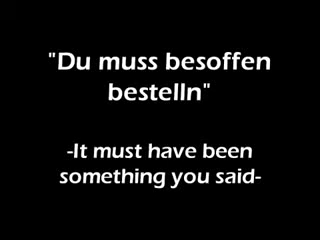 "Du muss besoffen
bestelln"
-It must have been
something you said-